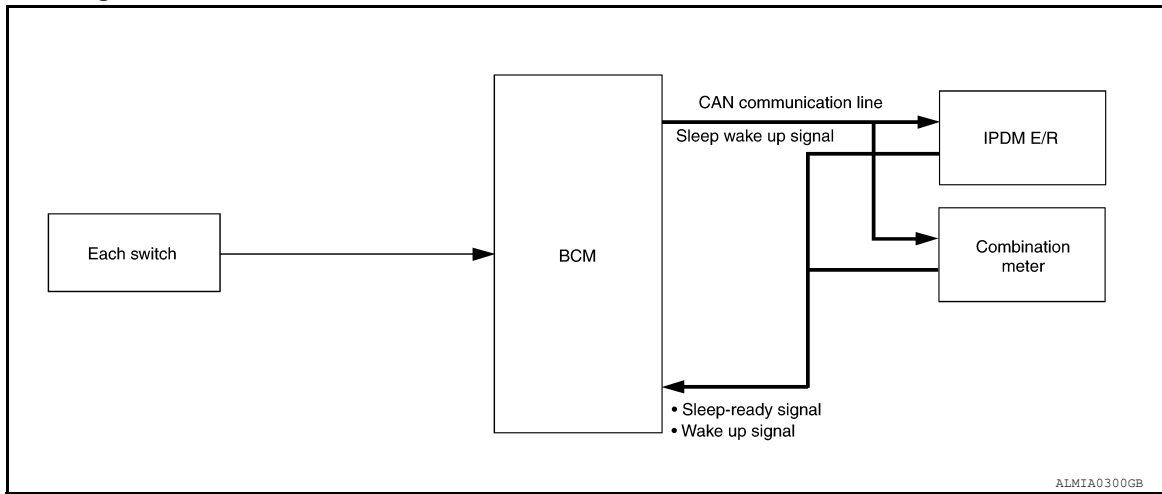 CAN communication line
Sleep wake up signal
IPDM E/R
Each switch
BCM
Combination
meter
• Sleep-ready signal
• Wake up signal
ALMIA0300GB